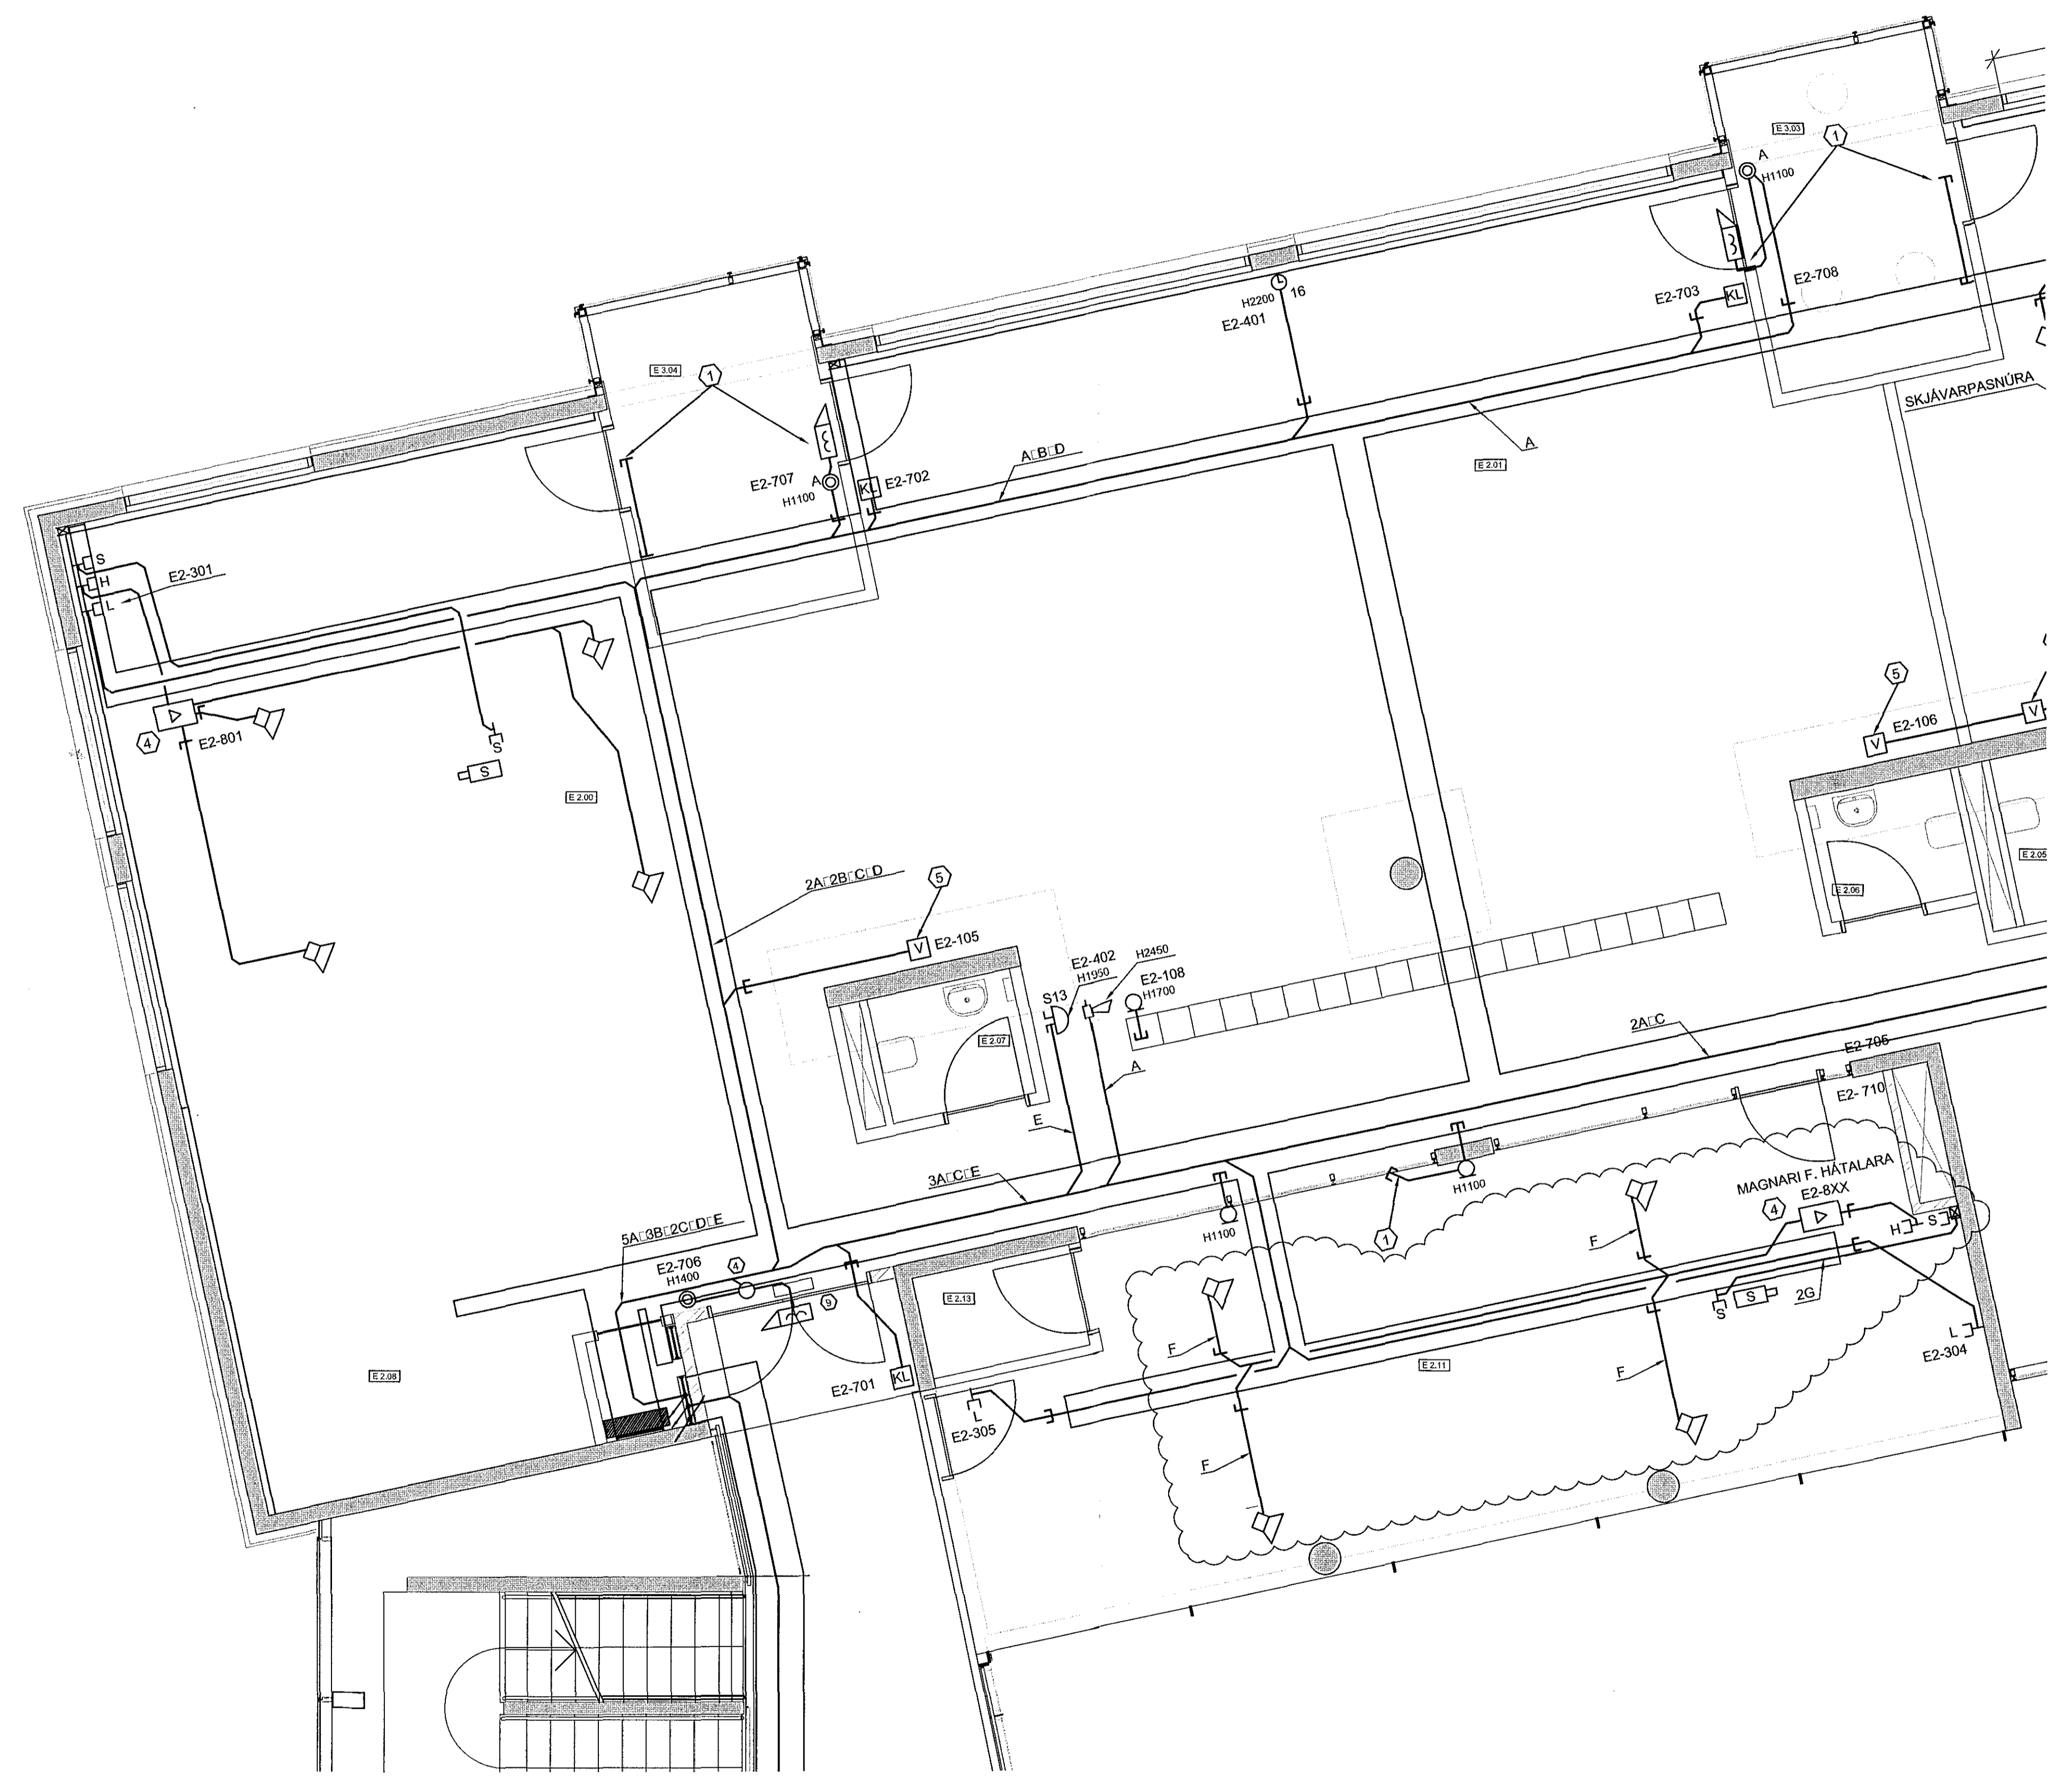 E 3.03
1
A
H1100
E2-708
E2-703
KL
H2200
16
E2-401
SKJÁVARPASNÚRA
A
E 2.01
E 3.04
1
E2-707
A
H1100
KL
E2-702
A□B□D
S
H
L
E2-301
4
E2-801
S
S
E 2.00
2A□2B□C□D
5
V
E2-105
5
E2-106
V
V
E 2.06
E 2.05
E2-402
H1950
H2450
S13
E2-108
H1700
E 2.07
A
E
2A□C
E2-705
E2-710
3A□C□E
5A□3B□2C□D□E
E2-706
H1400
4
9
E 2.13
H1100
H1100
1
MAGNARI F. HÁTALARA
E2-8XX
4
H
S
F
S
S
2G
L
E2-304
F
F
E 2.11
E 2.08
E2-701
KL
L
E2-305
F